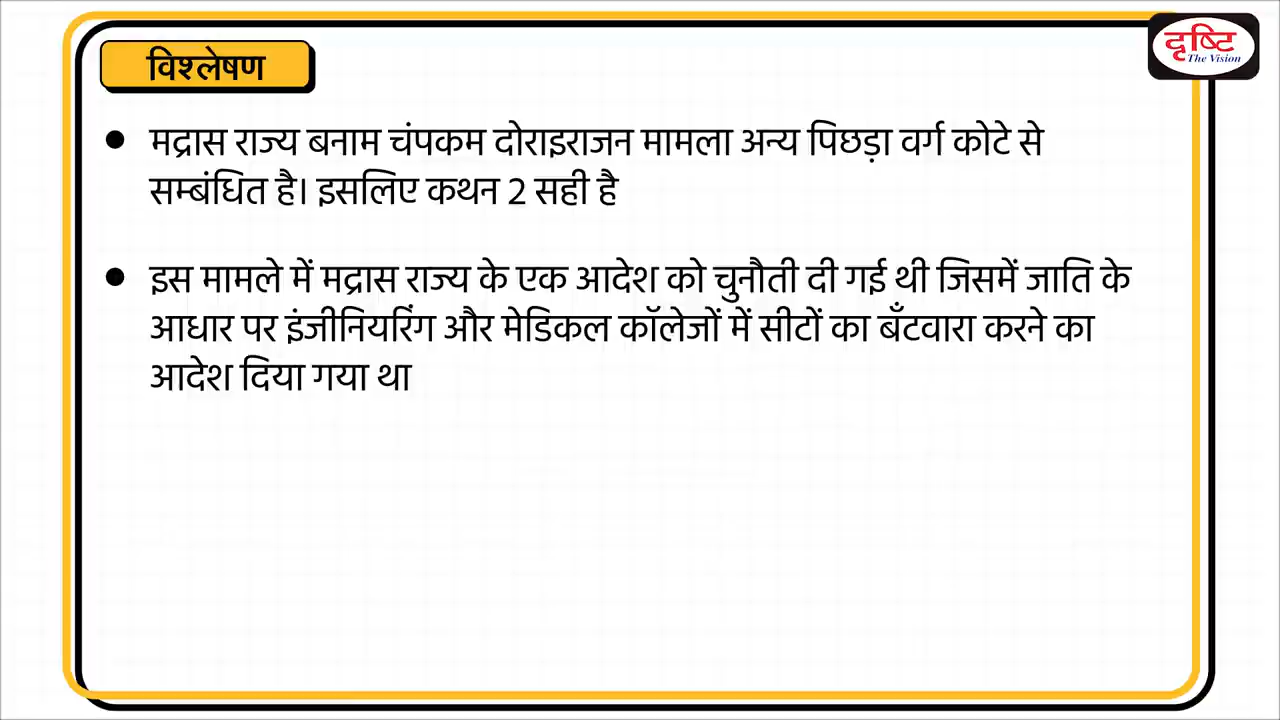 दृष्टि
The Vision
विश्लेषण
मद्रास राज्य बनाम चंपकम दोराइराजन मामला अन्य पिछड़ा वर्ग कोटे से
सम्बंधित है। इसलिए कथन 2 सही है
इस मामले में मद्रास राज्य के एक आदेश को चुनौती दी गई थी जिसमें जाति के
आधार पर इंजीनियरिंग और मेडिकल कॉलेजों में सीटों का बँटवारा करने का
आदेश दिया गया था